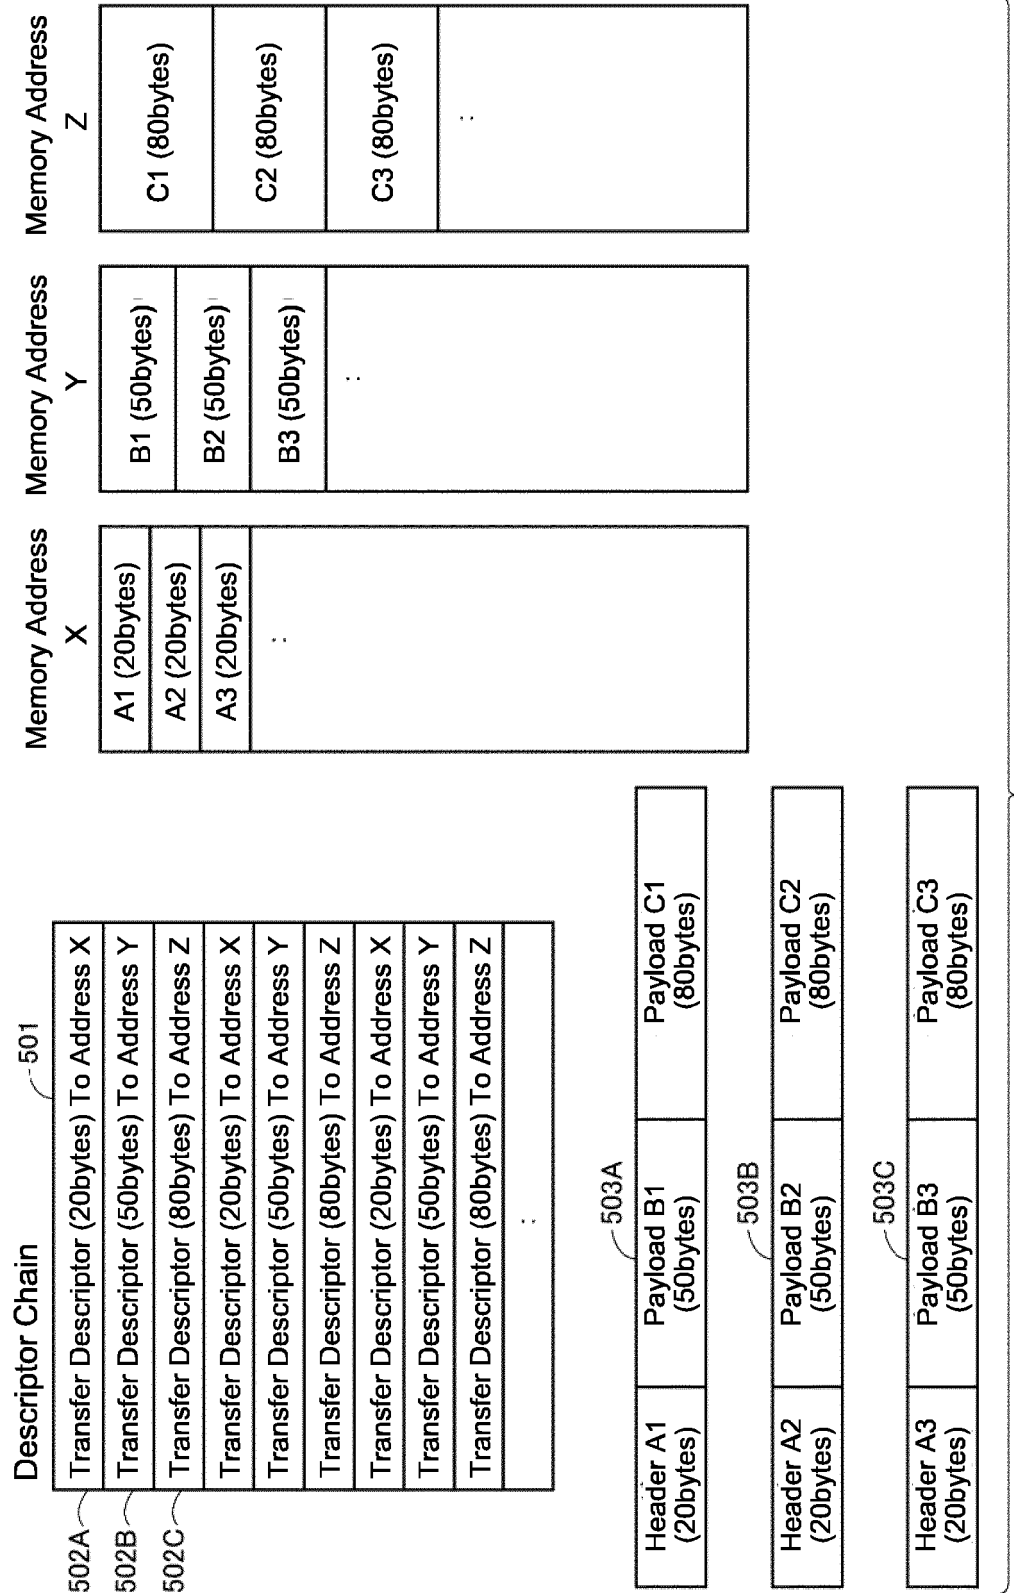 Descriptor Chain
501
502A
Transfer Descriptor (20bytes) To Address X
502B
Transfer Descriptor (50bytes) To Address Y
502C
Transfer Descriptor (80bytes) To Address Z
Transfer Descriptor (20bytes) To Address X
Transfer Descriptor (50bytes) To Address Y
Transfer Descriptor (80bytes) To Address Z
Transfer Descriptor (20bytes) To Address X
Transfer Descriptor (50bytes) To Address Y
Transfer Descriptor (80bytes) To Address Z
:
503A
Header A1
(20bytes)
Payload B1
(50bytes)
Payload C1
(80bytes)
503B
Header A2
(20bytes)
Payload B2
(50bytes)
Payload C2
(80bytes)
503C
Header A3
(20bytes)
Payload B3
(50bytes)
Payload C3
(80bytes)
Memory Address
X
A1 (20bytes)
A2 (20bytes)
A3 (20bytes)
:
Memory Address
Y
B1 (50bytes)
B2 (50bytes)
B3 (50bytes)
:
Memory Address
Z
C1 (80bytes)
C2 (80bytes)
C3 (80bytes)
: